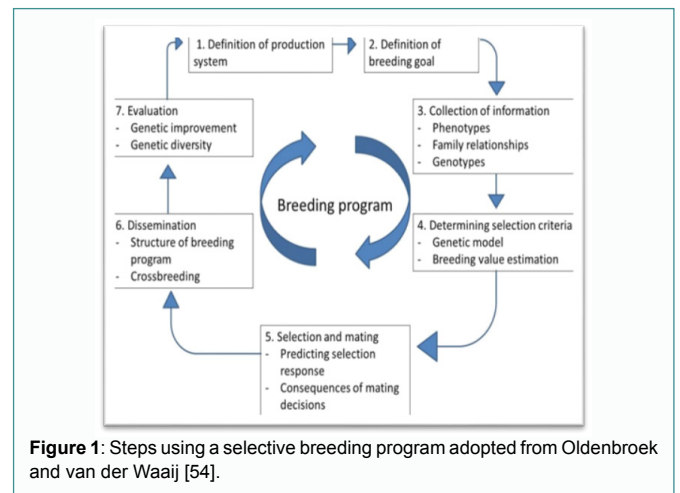 1. Definition of production
system
2. Definition of
breeding goal
3. Collection of information
- Phenotypes
- Family relationships
- Genotypes
4. Determining selection criteria
- Genetic model
- Breeding value estimation
5. Selection and mating
- Predicting selection
response
- Consequences of mating
decisions
6. Dissemination
- Structure of breeding
program
- Crossbreeding
7. Evaluation
- Genetic improvement
- Genetic diversity
Breeding program
Figure 1: Steps using a selective breeding program adopted from Oldenbroek
and van der Waaij [54].